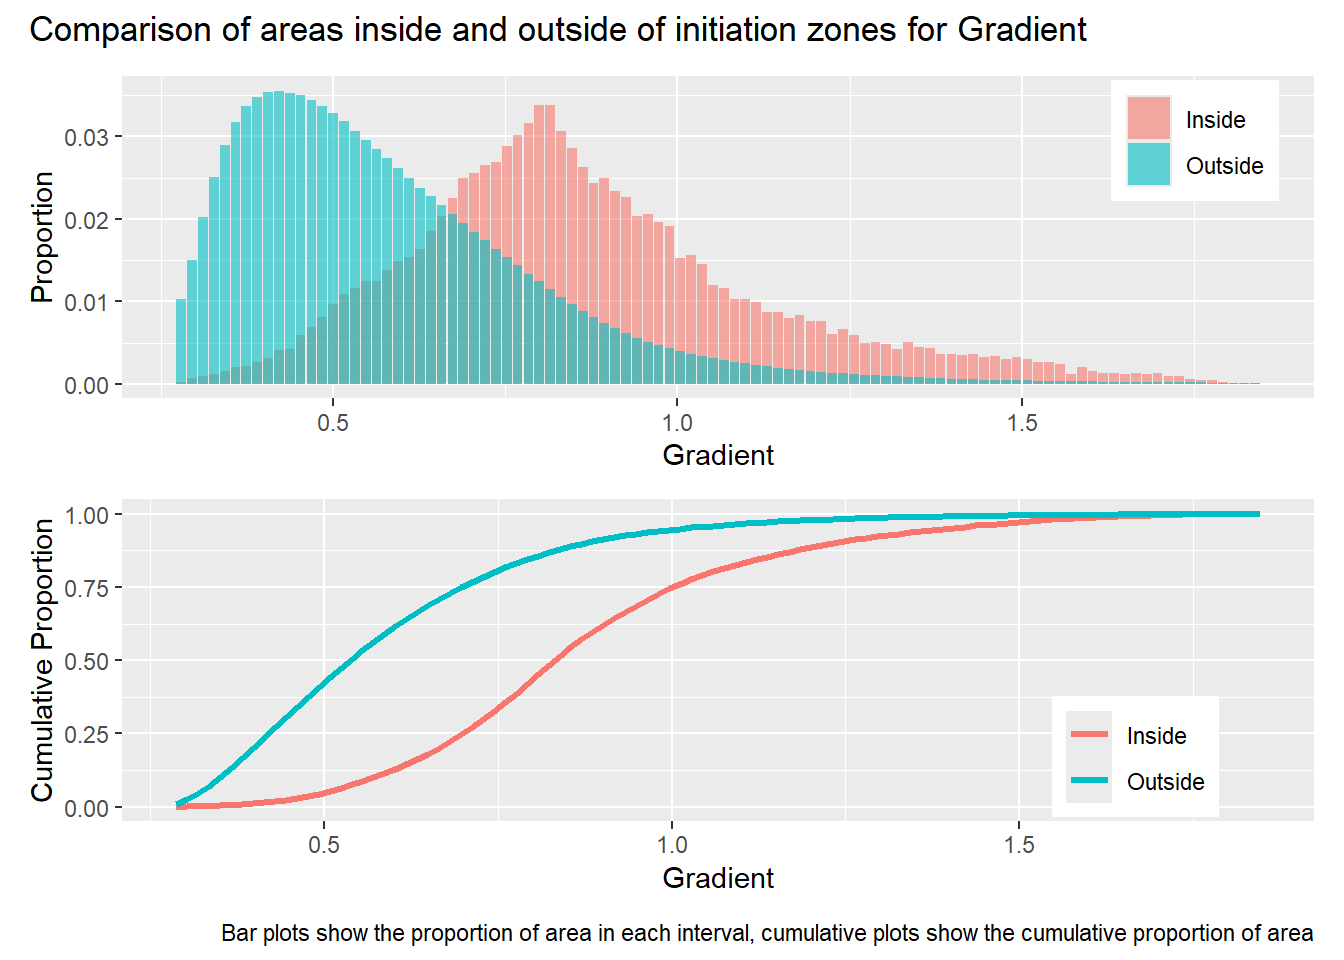 Comparison of areas inside and outside of initiation zones for Gradient
Proportion
0.03
0.02
0.01
0.00
Inside
Outside
0.5 1.0 1.5
Gradient
Cumulative Proportion
1.00
0.75
0.50
0.25
0.00
Inside
Outside
0.5 1.0 1.5
Gradient
Bar plots show the proportion of area in each interval, cumulative plots show the cumulative proportion of area